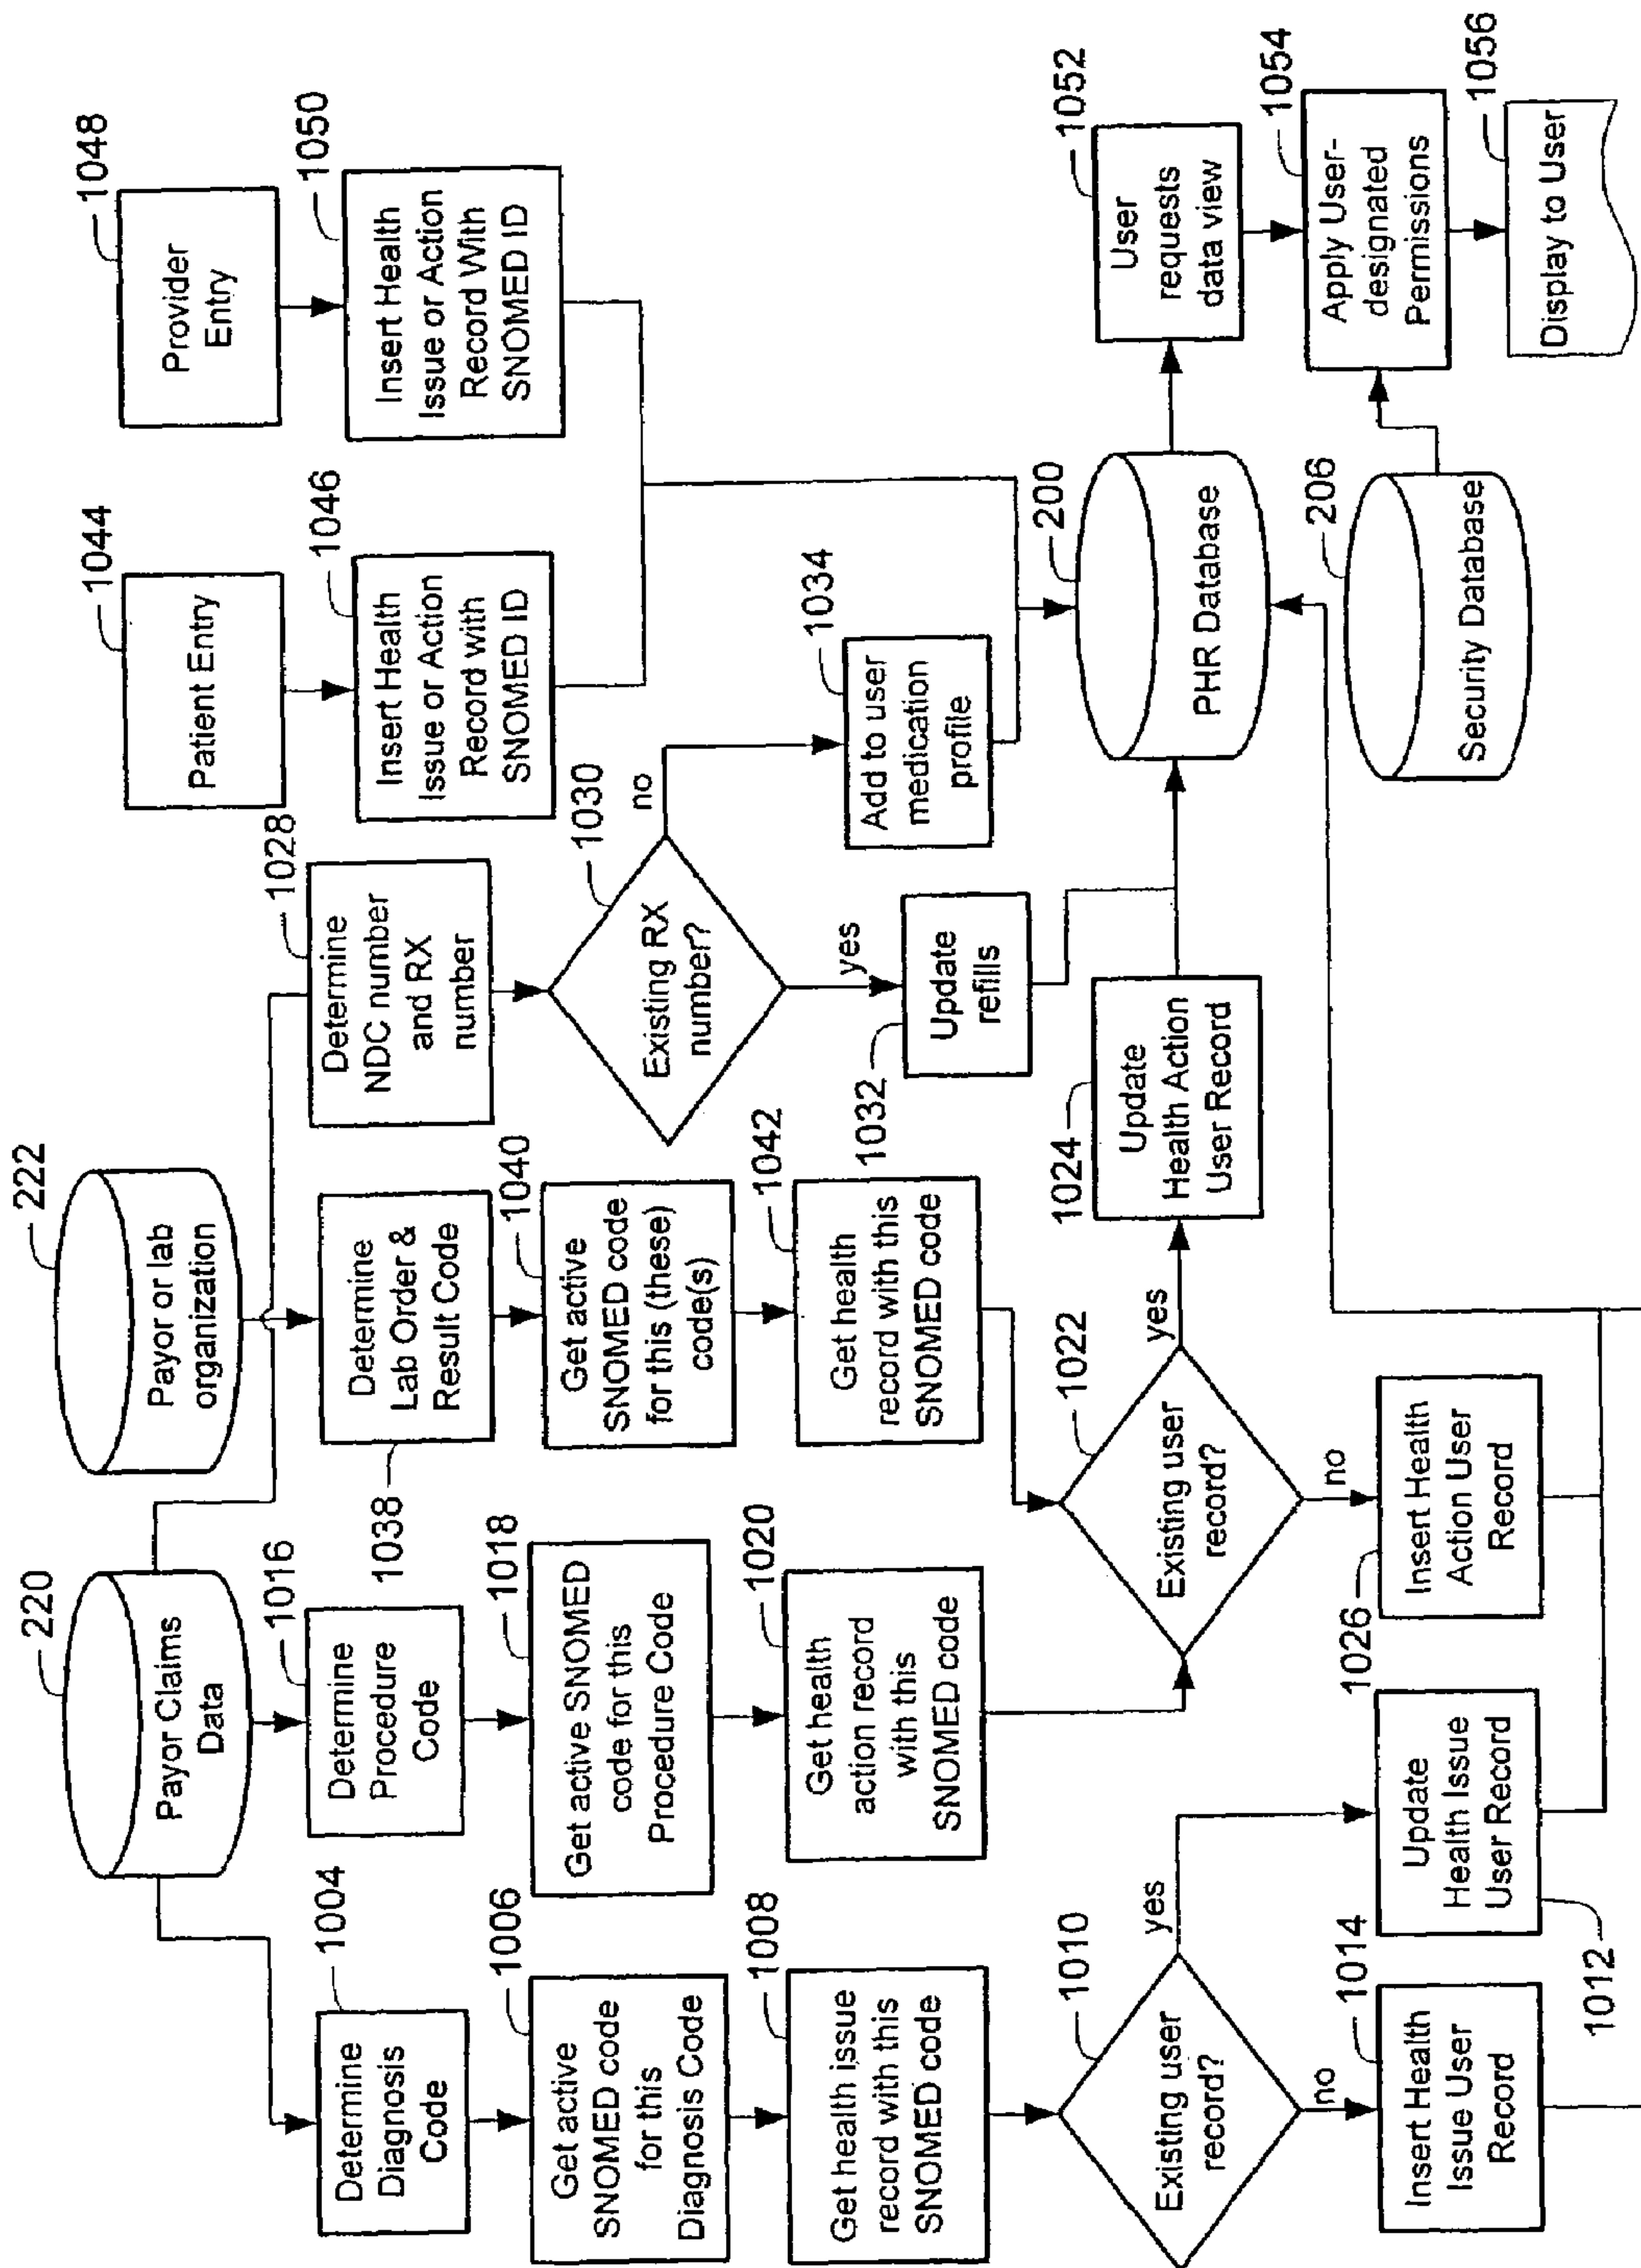 220
Payor Claims
Data
222
Payor or lab
organization
1044
Patient Entry
1048
Provider
Entry
1004
Determine
Diagnosis
Code
1016
Determine
Procedure
Code
1038
Determine
Lab Order &
Result Code
1028
Determine
NDC number
and RX
number
1046
Insert Health
Issue or Action
Record with
SNOMED ID
1050
Insert Health
Issue or Action
Record With
SNOMED ID
1006
Get active
SNOMED code
for this
Diagnosis Code
1018
Get active SNOMED
code for this
Procedure Code
1040
Get active
SNOMED code
for this (these)
code(s)
1030
Existing RX
number?
no
yes
1008
Get health issue
record with this
SNOMED code
1020
Get health
action record
with this
SNOMED code
1042
Get health
record with this
SNOMED code
1032
Update
refills
1034
Add to user
medication
profile
1010
Existing user
record?
yes
no
1022
Existing user
record?
yes
no
1024
Update
Health Action
User Record
200
PHR Database
1052
User
requests
data view
1014
Insert Health
Issue User
Record
1012
Update
Health Issue
User Record
1026
Insert Health
Action User
Record
206
Security Database
1054
Apply User-
designated
Permissions
1056
Display to User